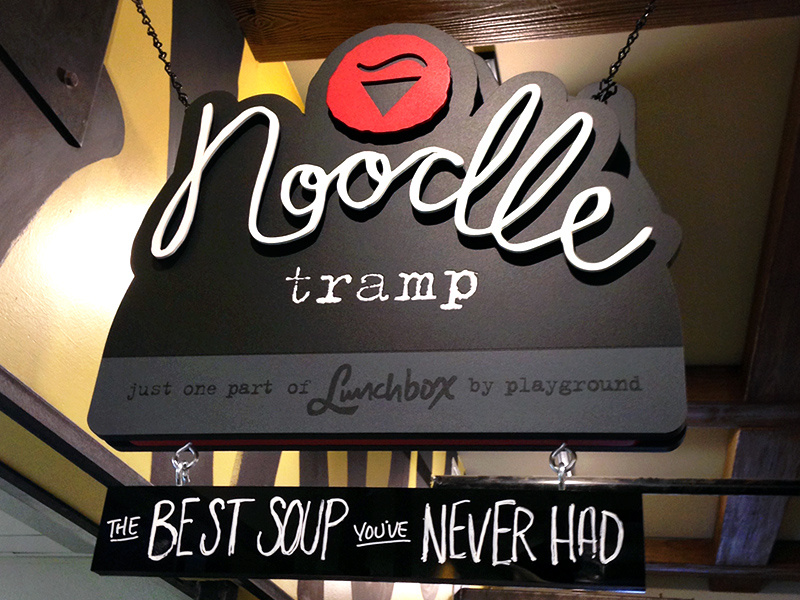 noodle
tramp
just one part of Lunchbox by playground
THE BEST SOUP YOU'VE NEVER HAD